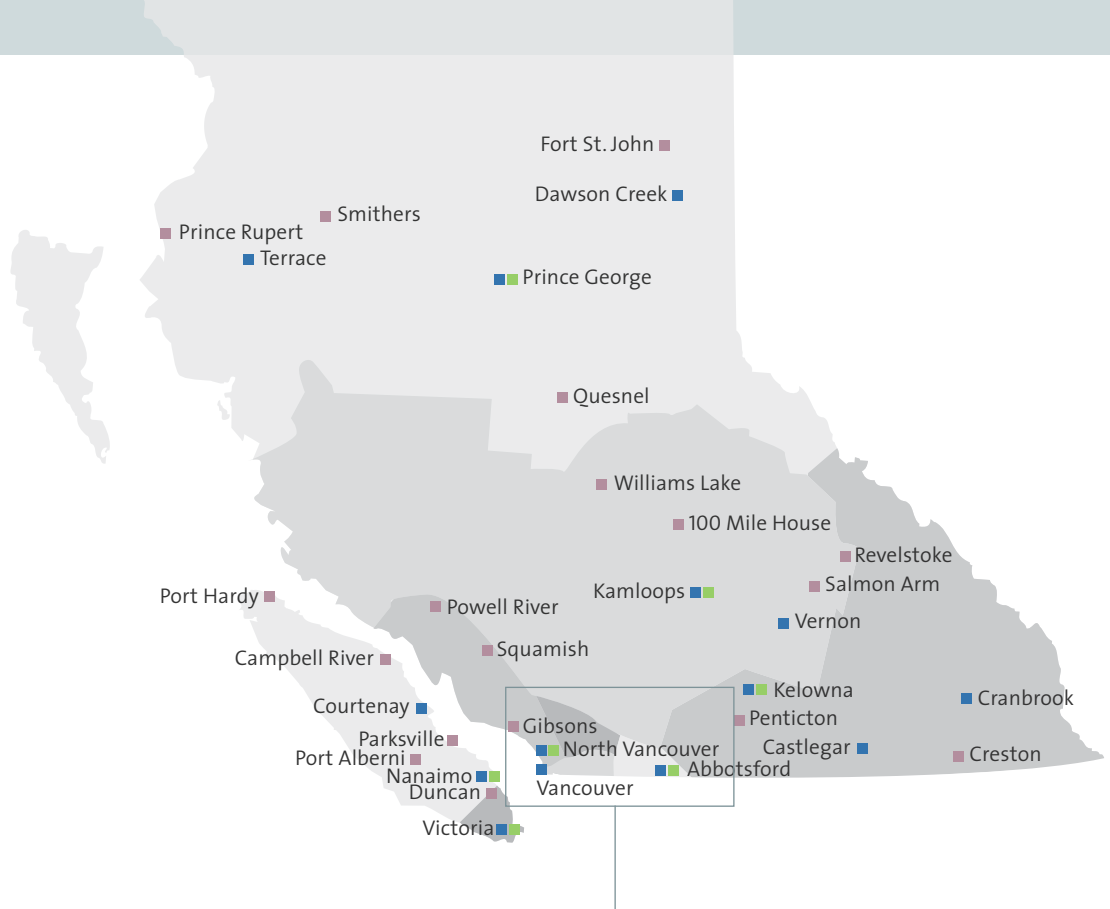 Fort St. John
Dawson Creek
Smithers
Prince Rupert
Terrace
Prince George
Quesnel
Williams Lake
100 Mile House
Revelstoke
Salmon Arm
Kamloops
Port Hardy
Powell River
Vernon
Squamish
Campbell River
Kelowna
Cranbrook
Courtenay
Penticton
Gibsons
Parksville
North Vancouver
Castlegar
Creston
Port Alberni
Abbotsford
Nanaimo
Vancouver
Duncan
Victoria